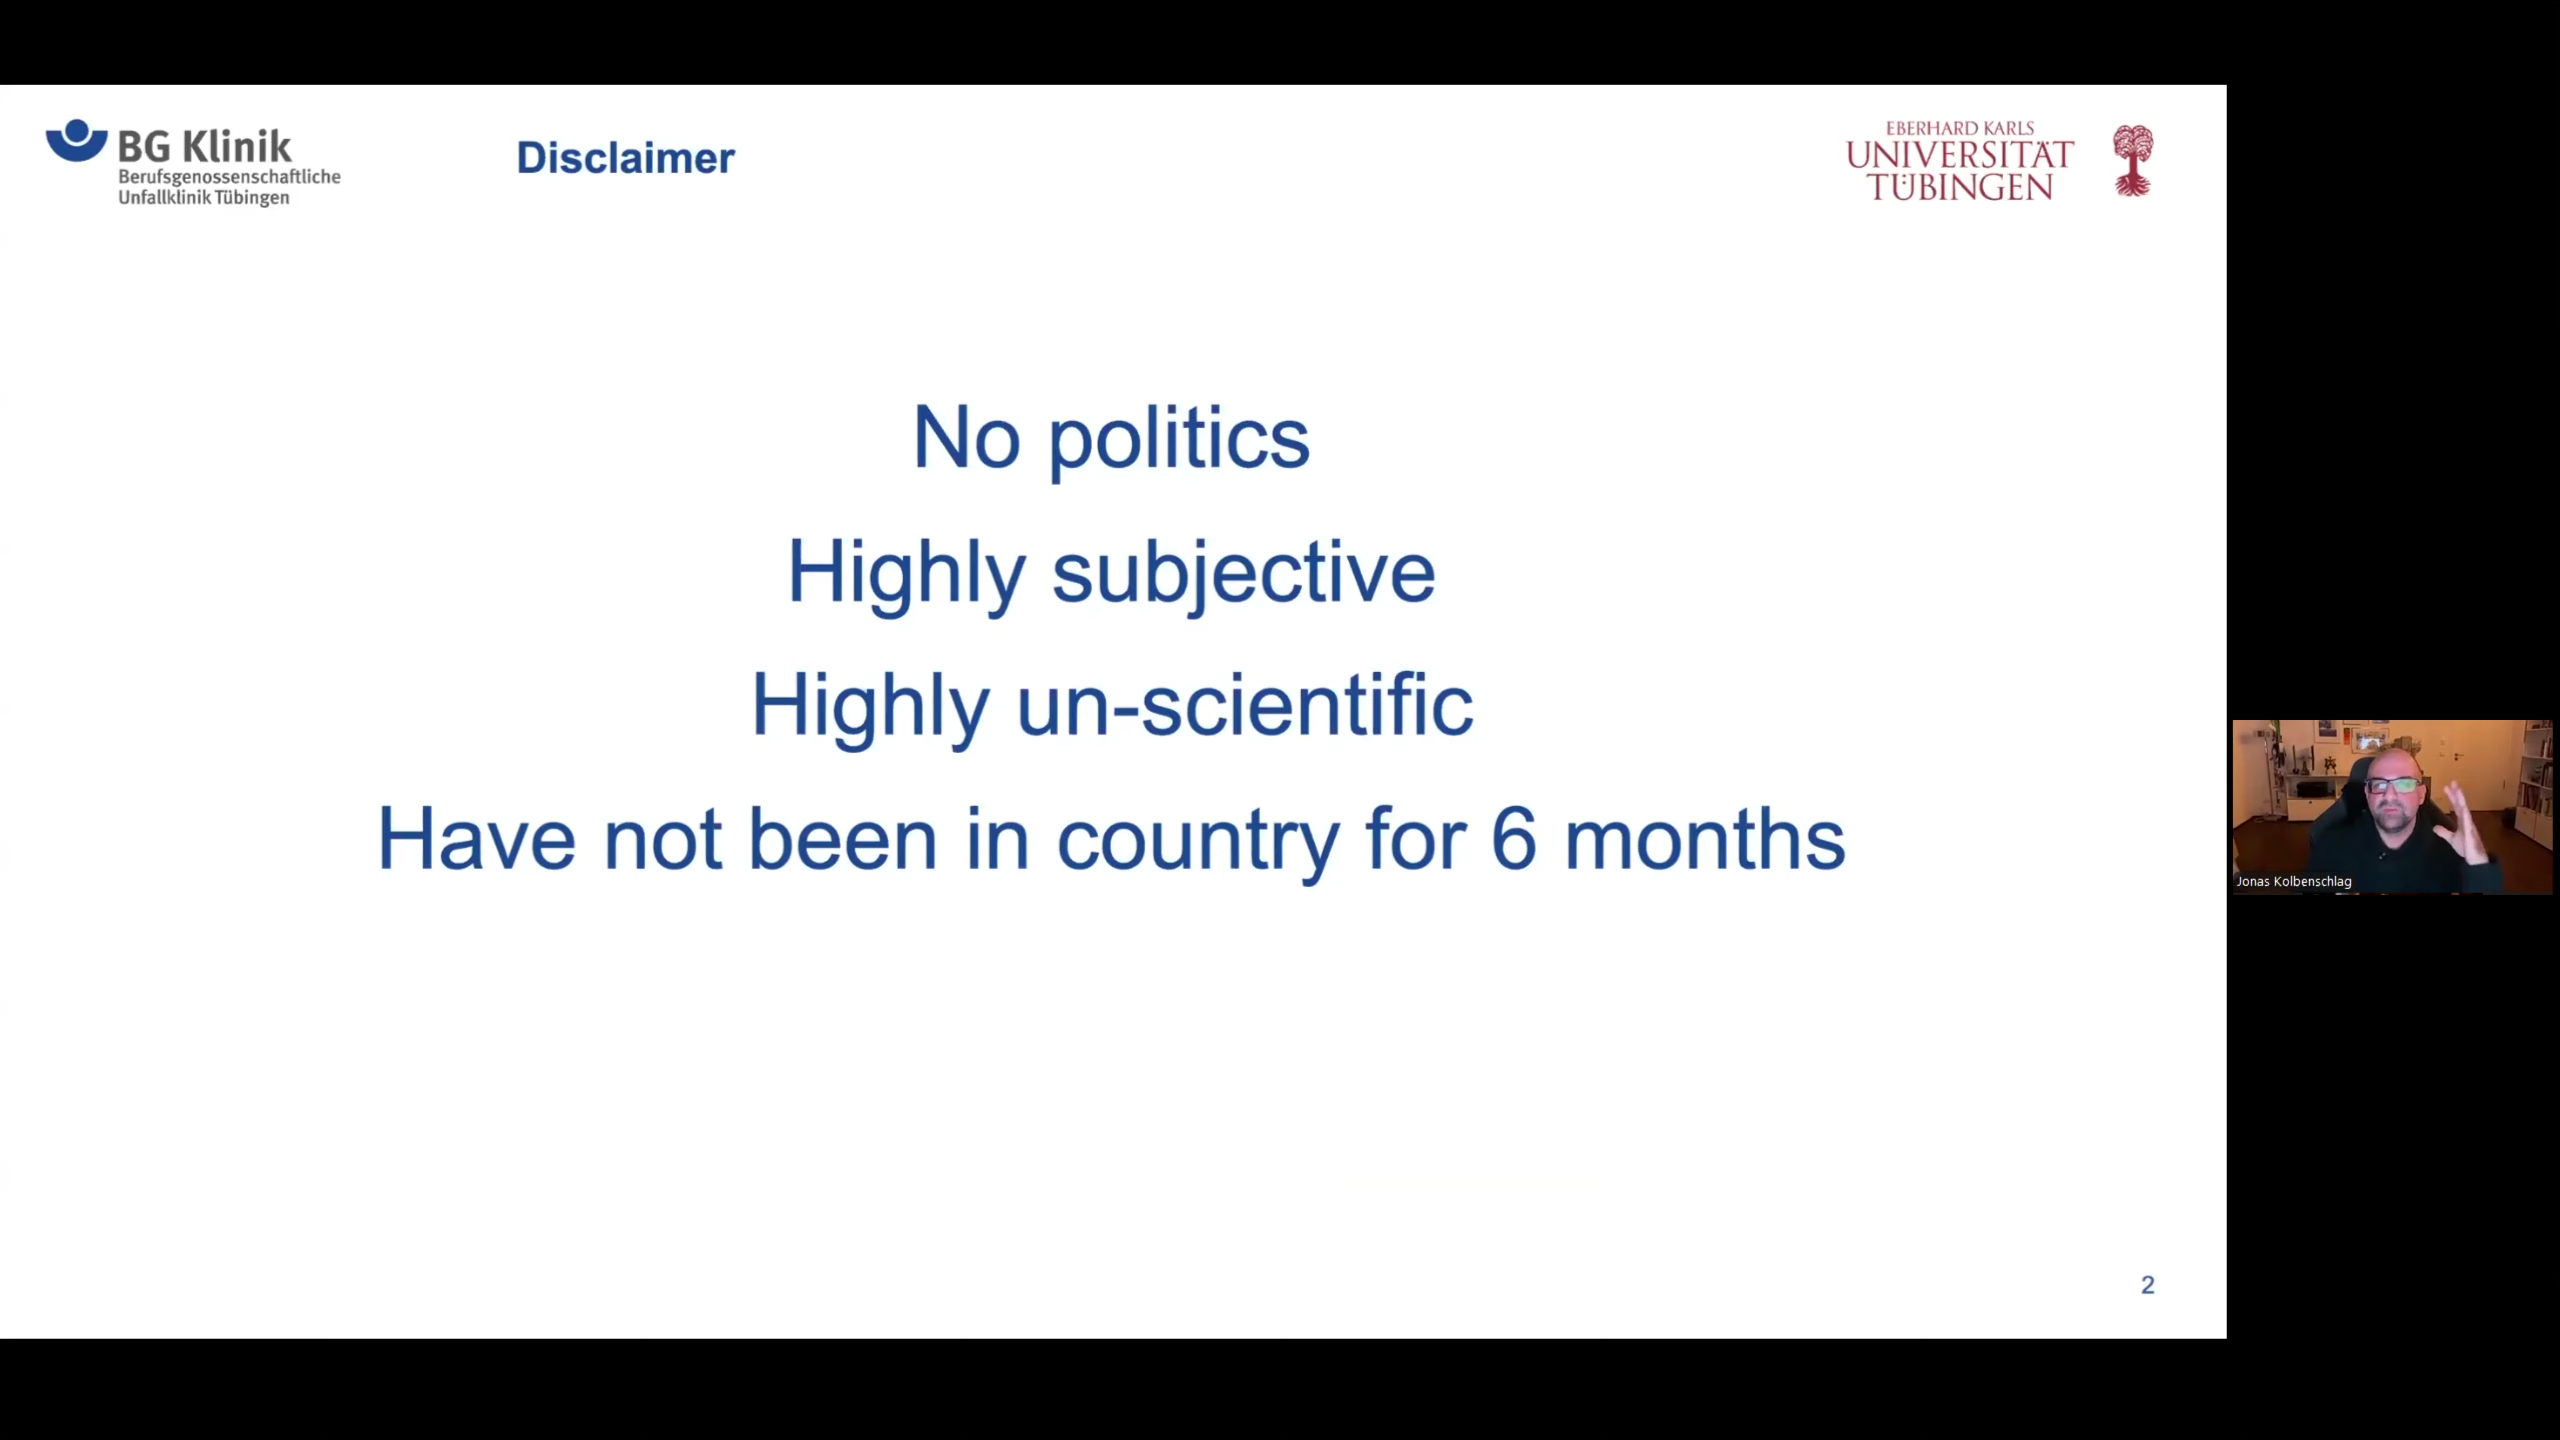 BG Klinik
Berufsgenossenschaftliche
Unfallklinik Tübingen
Disclaimer
EBERHARD KARLS
UNIVERSITÄT
TÜBINGEN
No politics
Highly subjective
Highly un-scientific
Have not been in country for 6 months
Jonas Kolbenschlag
2